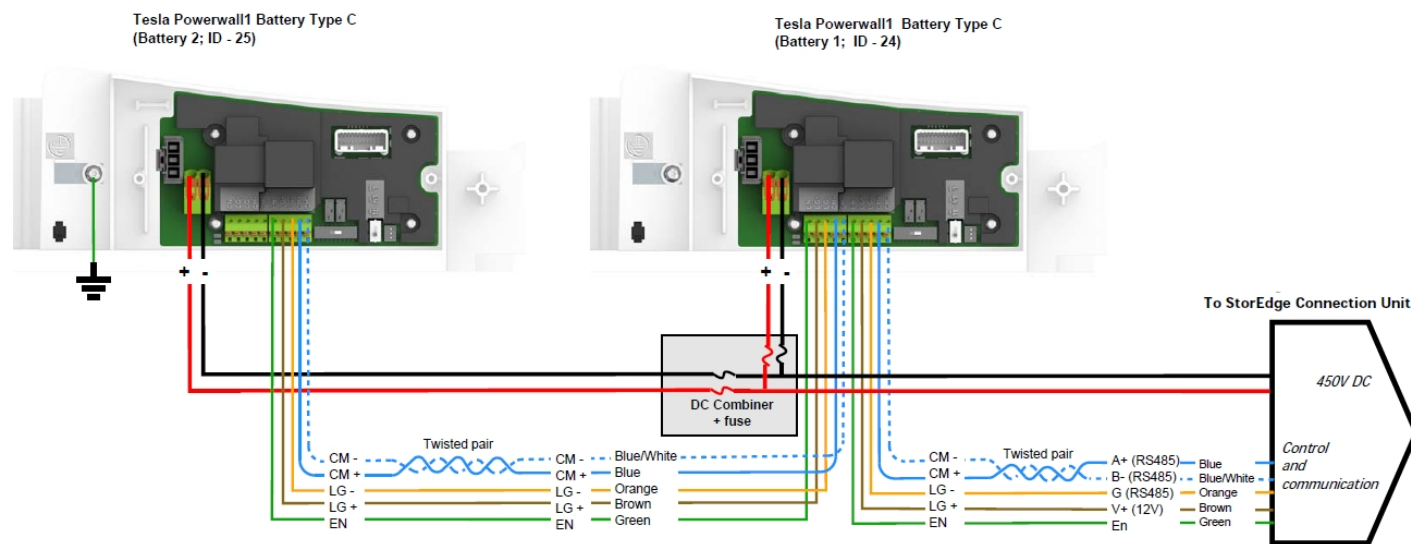 Tesla Powerwall1 Battery Type C
(Battery 2; ID - 25)
Tesla Powerwall1 Battery Type C
(Battery 1; ID - 24)
+ -
+ -
To StorEdge Connection Unit
450V DC
DC Combiner
+ fuse
Control
and
communication
CM -
CM +
LG -
LG +
EN
Twisted pair
CM -
CM +
LG -
LG +
EN
Blue/White
Blue
Orange
Brown
Green
CM -
CM +
LG -
LG +
EN
Twisted pair
A+ (RS485)
B- (RS485)
G (RS485)
V+ (12V)
En
Blue
Blue/White
Orange
Brown
Green